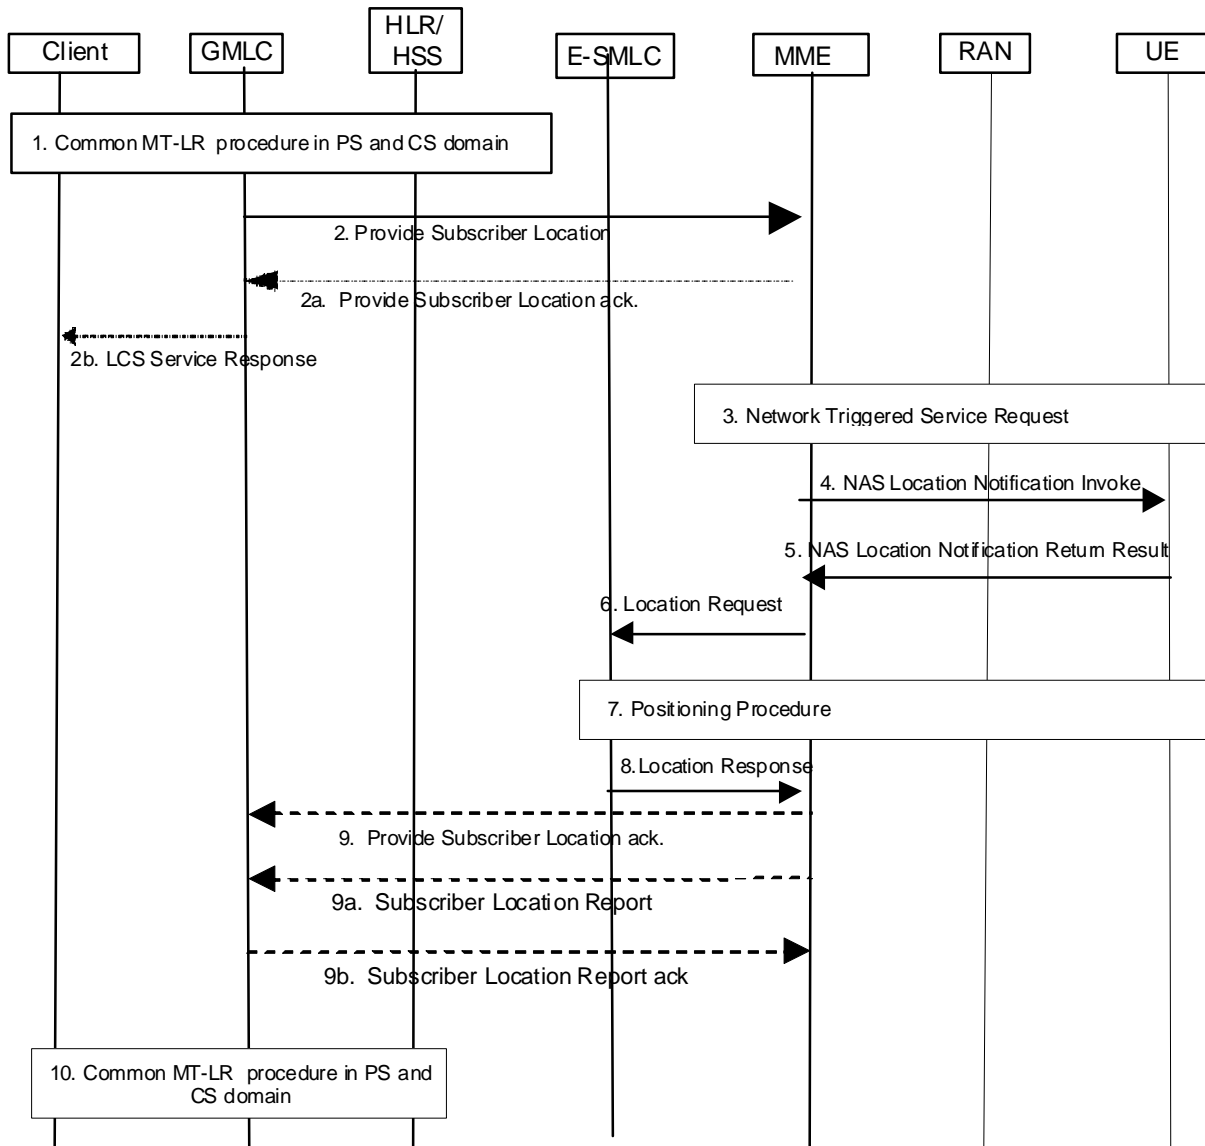 Client
GMLC
HLR/
HSS
E-SMLC
MME
RAN
UE
1. Common MT-LR procedure in PS and CS domain
2. Provide Subscriber Location
2a. Provide Subscriber Location ack.
2b. LCS Service Response
3. Network Triggered Service Request
4. NAS Location Notification Invoke
5. NAS Location Notification Return Result
6. Location Request
7. Positioning Procedure
8.Location Response
9. Provide Subscriber Location ack.
9a. Subscriber Location Report
9b. Subscriber Location Report ack
10. Common MT-LR procedure in PS and
CS domain